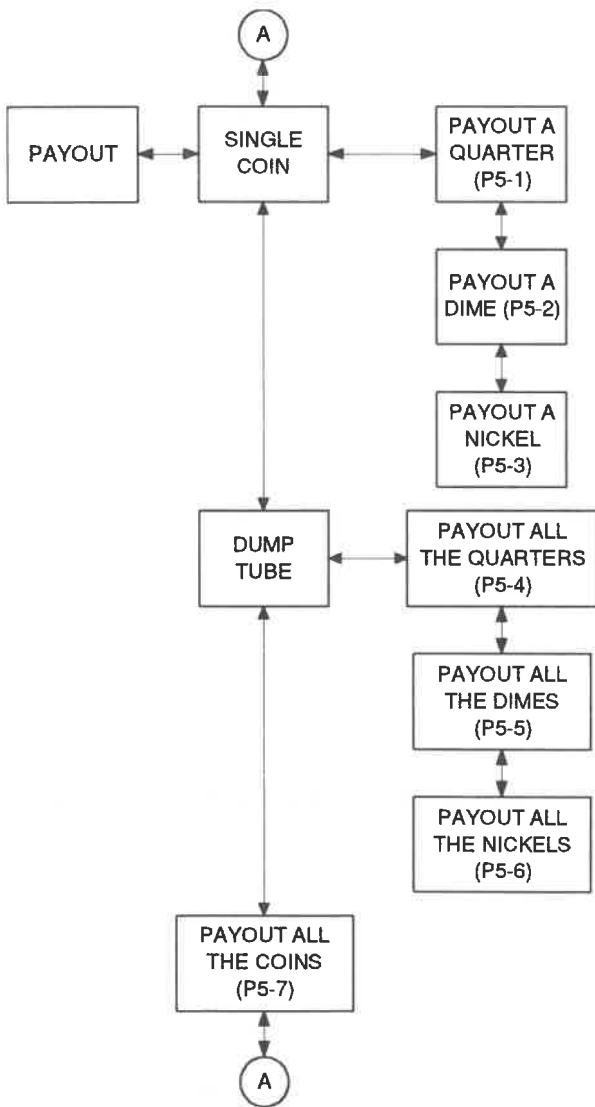 A
PAYOUT
SINGLE
COIN
PAYOUT A
QUARTER
(P5-1)
PAYOUT A
DIME (P5-2)
PAYOUT A
NICKEL
(P5-3)
DUMP
TUBE
PAYOUT ALL
THE QUARTERS
(P5-4)
PAYOUT ALL
THE DIMES
(P5-5)
PAYOUT ALL
THE NICKELS
(P5-6)
PAYOUT ALL
THE COINS
(P5-7)
A